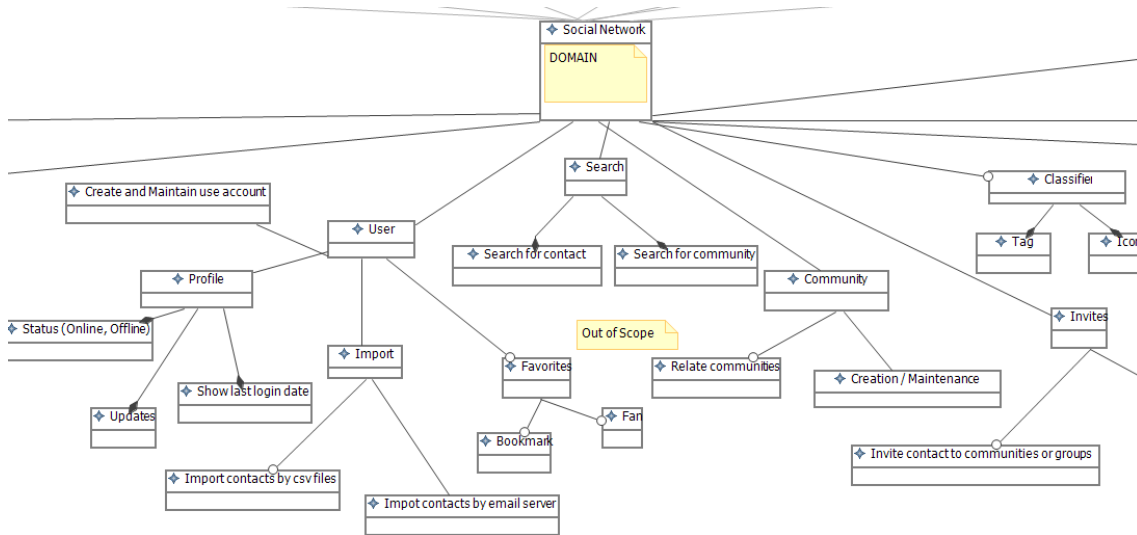 Social Network
DOMAIN
Search
Classifier
Create and Maintain use account
User
Search for contact
Search for community
Tag
Icon
Profile
Community
Status (Online, Offline)
Out of Scope
Invites
Import
Favorites
Relate communities
Creation / Maintenance
Show last login date
Updates
Fan
Bookmark
Invite contact to communities or groups
Import contacts by csv files
Impot contacts by email server